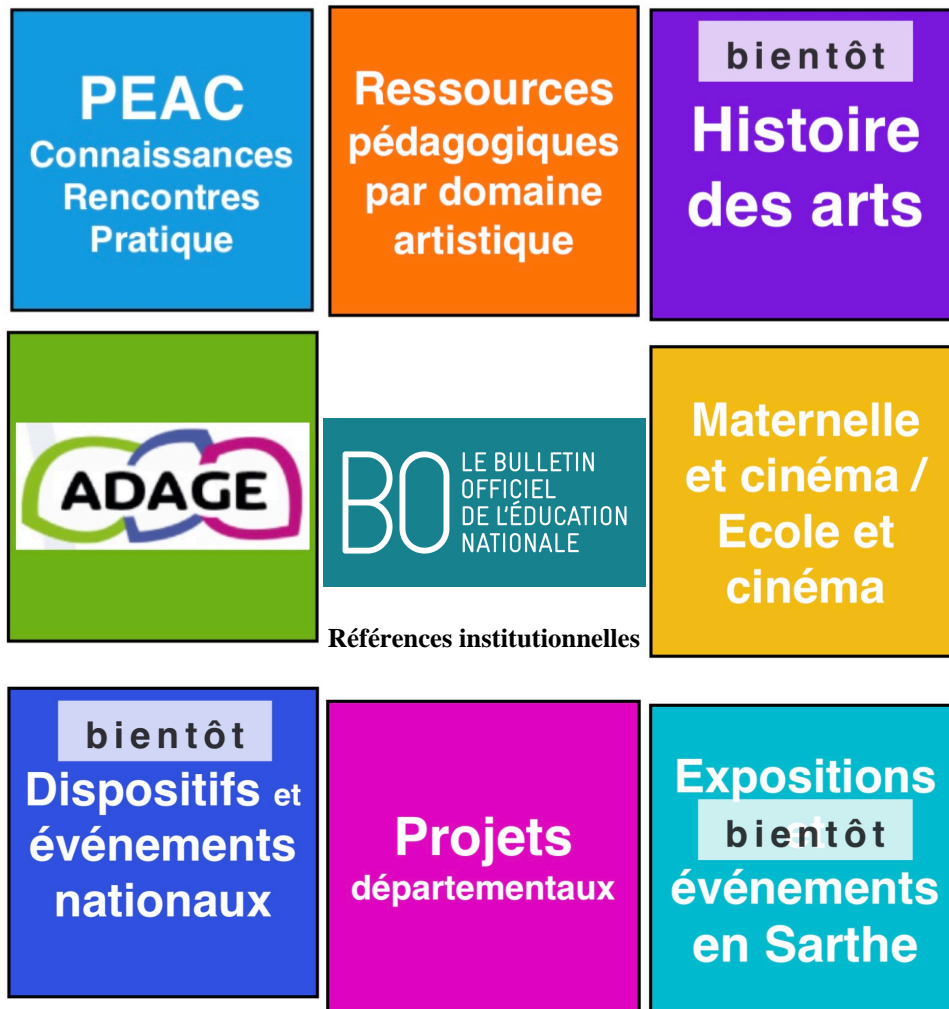 PEAC
Connaissances
Rencontres
Pratique
Ressources
pédagogiques
par domaine
artistique
bientôt
Histoire
des arts
ADAGE
BO
LE BULLETIN
OFFICIEL
DE L'ÉDUCATION
NATIONALE
Références institutionnelles
Maternelle
et cinéma /
Ecole et
cinéma
bientôt
Dispositifs et
événements
nationaux
Projets
départementaux
Expositions
et
bientôt
événements
en Sarthe